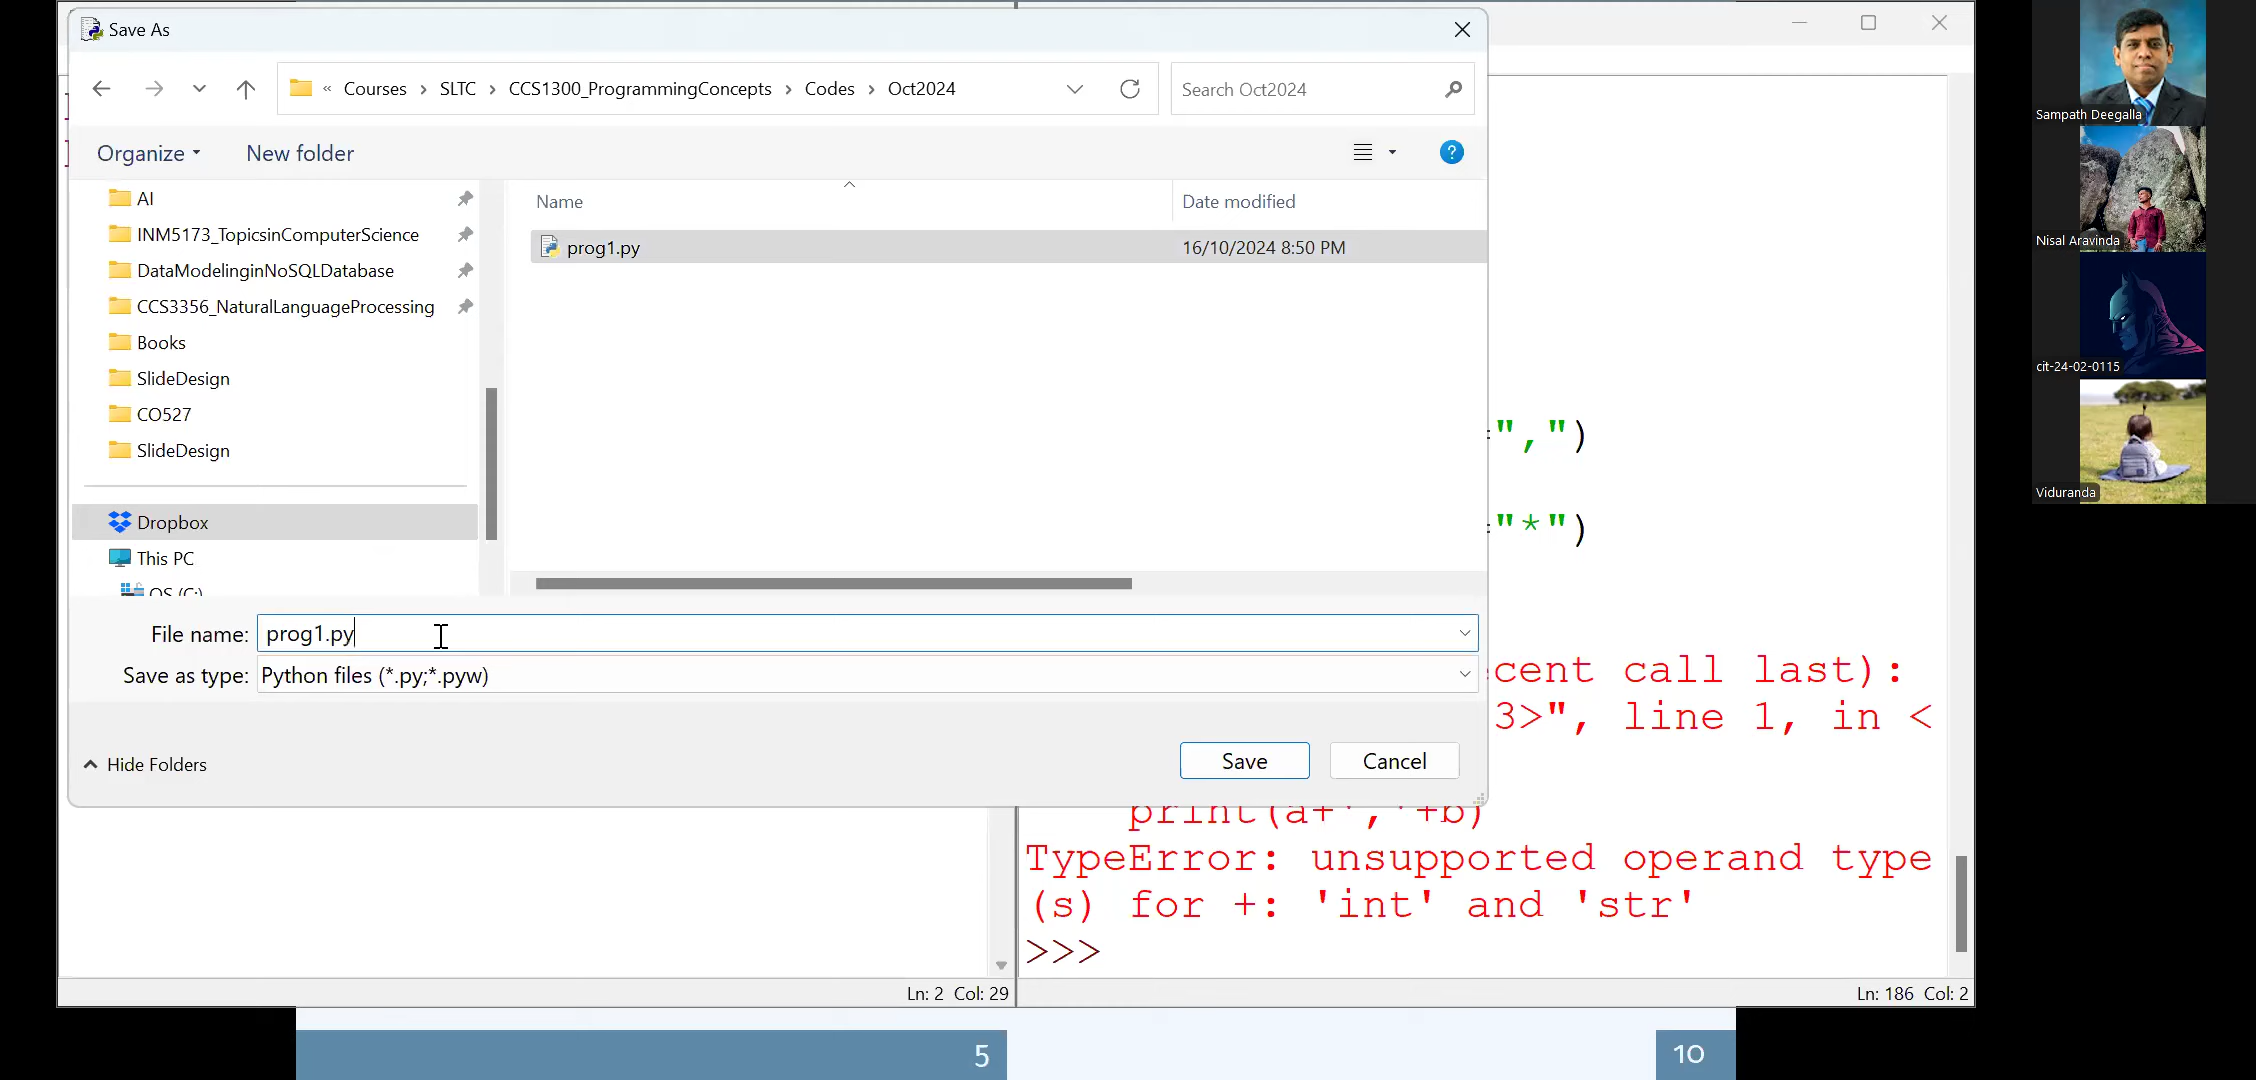 Save As
« Courses > SLTC > CCS1300_ProgrammingConcepts > Codes > Oct2024
Search Oct2024
Organize
New folder
?
AI
INM5173_TopicsinComputerScience
DataModelinginNoSQLDatabase
CCS3356_NaturalLanguageProcessing
Books
SlideDesign
CO527
SlideDesign
Dropbox
This PC
OS (C:)
Name
Date modified
prog1.py
16/10/2024 8:50 PM
File name: prog1.py
Save as type: Python files (*.py;*.pyw)
Hide Folders
Save
Cancel
=",")
="*")
cent call last):
3>", line 1, in <
print(a+','+b)
TypeError: unsupported operand type
(s) for +: 'int' and 'str'
>>>
Ln: 2 Col: 29
Ln: 186 Col: 2
5
10
Sampath Deegalla
Nisal Aravinda
cit-24-02-0115
Viduranda